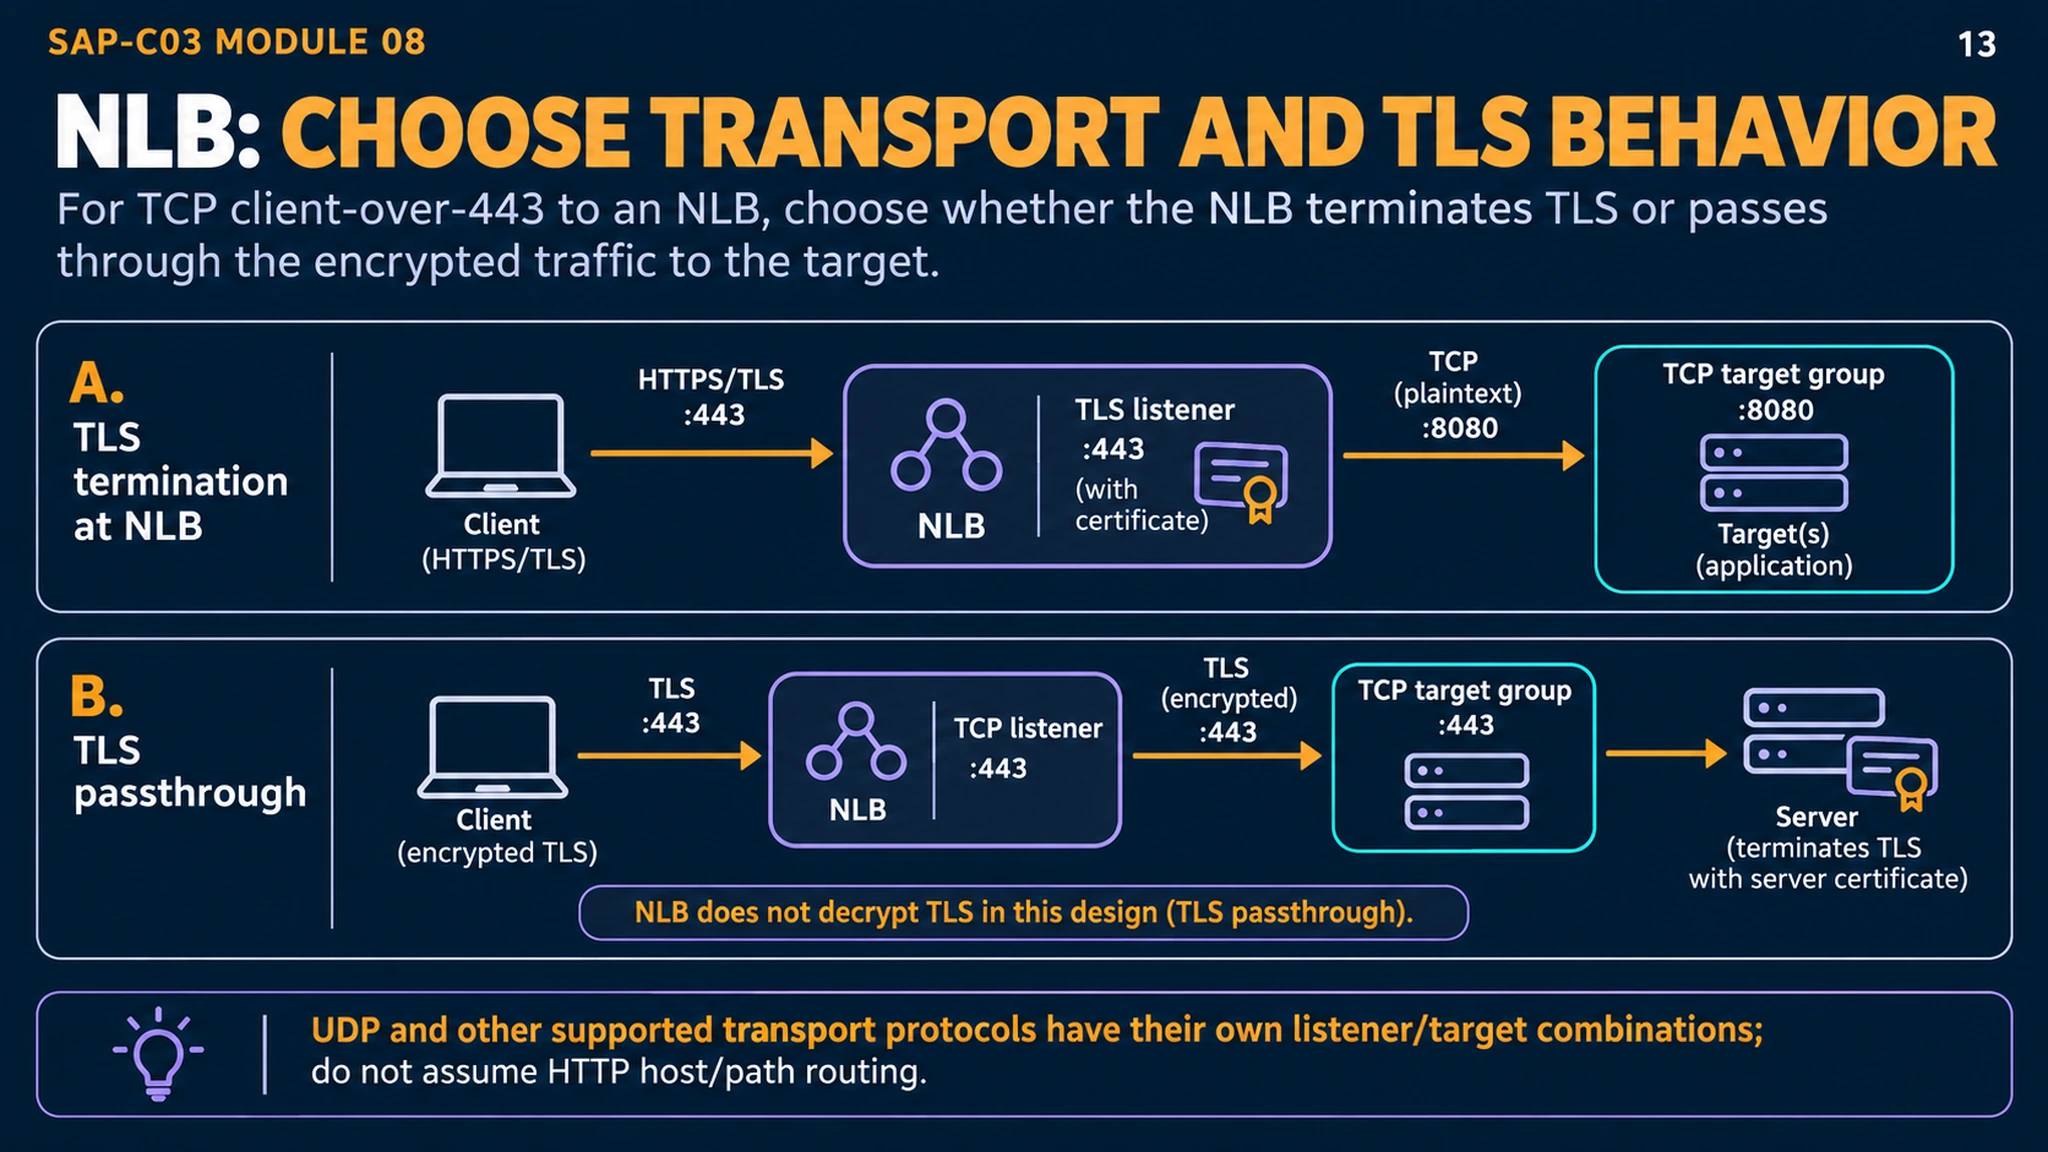 SAP-C03 MODULE 08
13
NLB: CHOOSE TRANSPORT AND TLS BEHAVIOR
For TCP client-over-443 to an NLB, choose whether the NLB terminates TLS or passes
through the encrypted traffic to the target.
A.
TLS
termination
at NLB
Client
(HTTPS/TLS)
HTTPS/TLS
:443
NLB
TLS listener
:443
(with
certificate)
TCP
(plaintext)
:8080
TCP target group
:8080
Target(s)
(application)
B.
TLS
passthrough
Client
(encrypted TLS)
TLS
:443
NLB
TCP listener
:443
TLS
(encrypted)
:443
TCP target group
:443
Server
(terminates TLS
with server certificate)
NLB does not decrypt TLS in this design (TLS passthrough).
UDP and other supported transport protocols have their own listener/target combinations;
do not assume HTTP host/path routing.